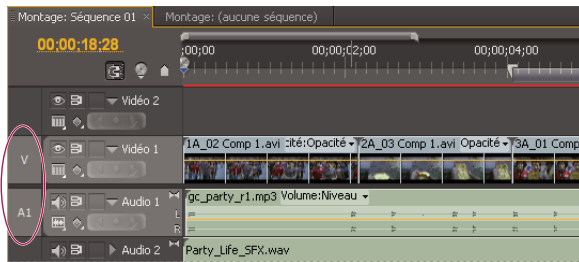 Montage: Séquence 01 × Montage: (aucune séquence)
00;00;18;28
;00;00 00;00;02;00 00;00;04;00
Vidéo 2
V Vidéo 1 1A_02 Comp 1.avi cité:Opacité 2A_03 Comp 1.avi Opacité 3A_01 Comp
A1 Audio 1 gc_party_r1.mp3 Volume:Niveau
L
R
Audio 2 Party_Life_SFX.wav